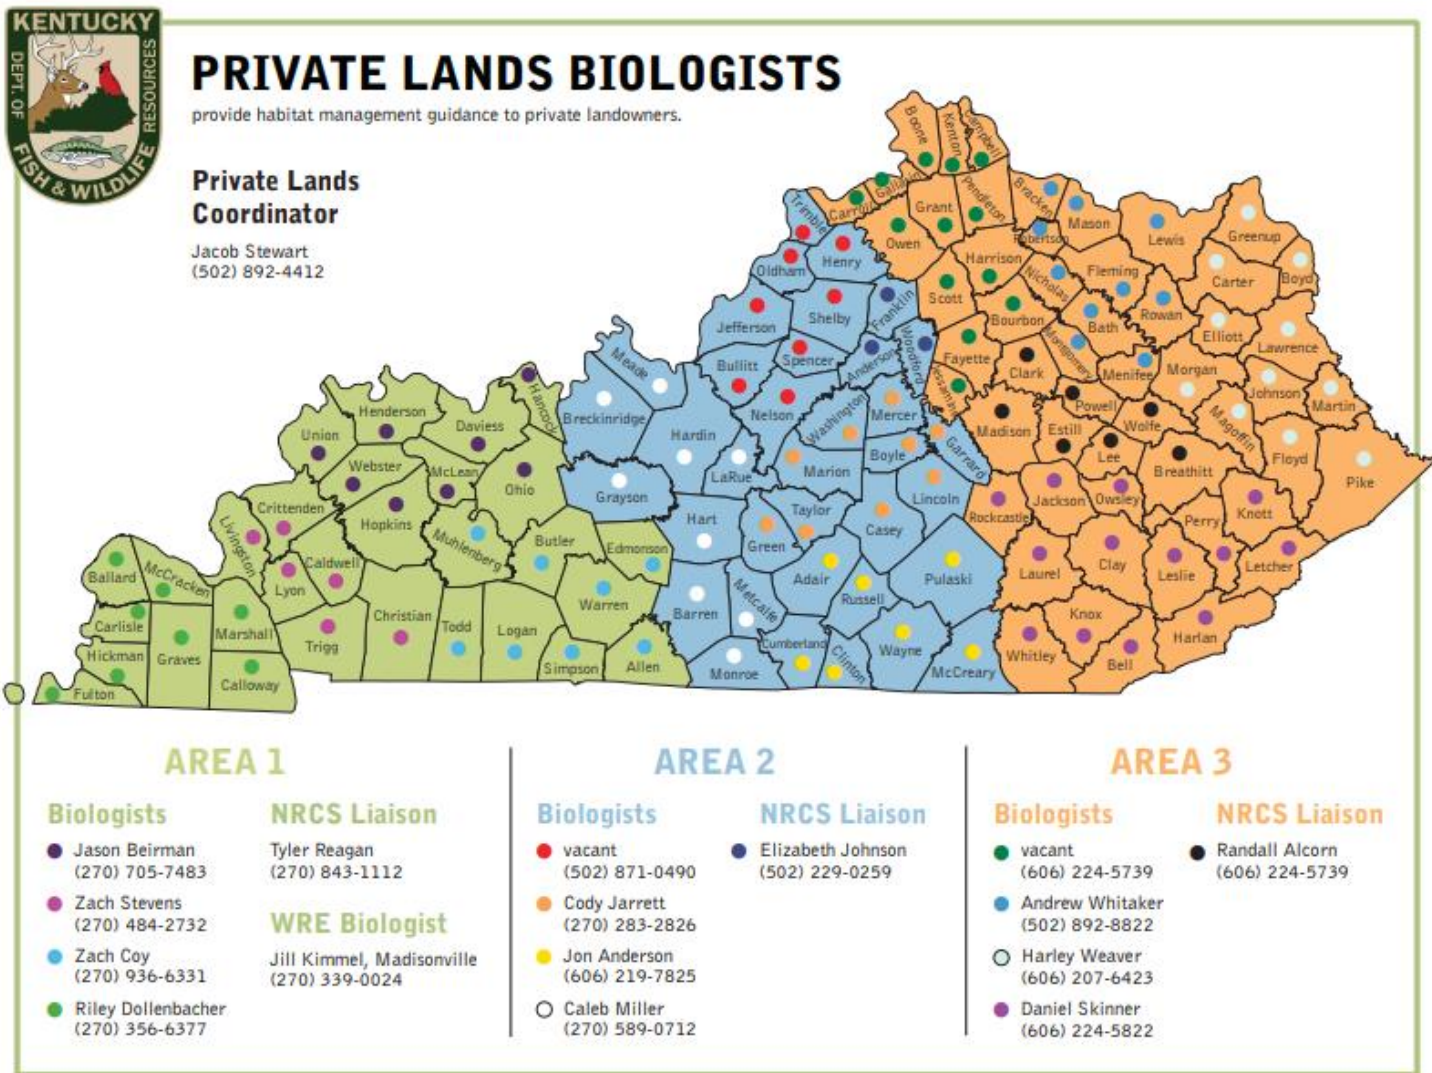 KENTUCKY
DEPT. OF
RESOURCES
FISH & WILDLIFE
PRIVATE LANDS BIOLOGISTS
provide habitat management guidance to private landowners.
Private Lands
Coordinator
Jacob Stewart
(502) 892-4412
Boone
Kenton
Campbell
Gallatin
Carroll
Trimble
Grant
Pendleton
Bracken
Mason
Robertson
Lewis
Greenup
Owen
Henry
Oldham
Harrison
Nicholas
Fleming
Carter
Boyd
Scott
Franklin
Shelby
Jefferson
Bourbon
Bath
Rowan
Elliott
Lawrence
Bullitt
Spencer
Anderson
Woodford
Fayette
Jessamine
Clark
Montgomery
Menifee
Morgan
Johnson
Martin
Meade
Breckinridge
Hancock
Nelson
Washington
Mercer
Madison
Powell
Estill
Wolfe
Lee
Magoffin
Floyd
Pike
Henderson
Daviess
Union
Webster
McLean
Ohio
Hardin
LaRue
Marion
Boyle
Garrard
Lincoln
Breathitt
Grayson
Hart
Taylor
Green
Casey
Rockcastle
Jackson
Owsley
Perry
Knott
Letcher
Crittenden
Livingston
Hopkins
Muhlenberg
Butler
Edmonson
Adair
Russell
Pulaski
Laurel
Clay
Leslie
Ballard
McCracken
Lyon
Caldwell
Warren
Barren
Metcalfe
Carlisle
Marshall
Christian
Todd
Logan
Trigg
Simpson
Allen
Monroe
Cumberland
Clinton
Wayne
McCreary
Whitley
Knox
Bell
Harlan
Hickman
Graves
Calloway
Fulton
AREA 1
Biologists
Jason Beirman
(270) 705-7483
Zach Stevens
(270) 484-2732
Zach Coy
(270) 936-6331
Riley Dollenbacher
(270) 356-6377
NRCS Liaison
Tyler Reagan
(270) 843-1112
WRE Biologist
Jill Kimmel, Madisonville
(270) 339-0024
AREA 2
Biologists
vacant
(502) 871-0490
Cody Jarrett
(270) 283-2826
Jon Anderson
(606) 219-7825
Caleb Miller
(270) 589-0712
NRCS Liaison
Elizabeth Johnson
(502) 229-0259
AREA 3
Biologists
vacant
(606) 224-5739
Andrew Whitaker
(502) 892-8822
Harley Weaver
(606) 207-6423
Daniel Skinner
(606) 224-5822
NRCS Liaison
Randall Alcorn
(606) 224-5739